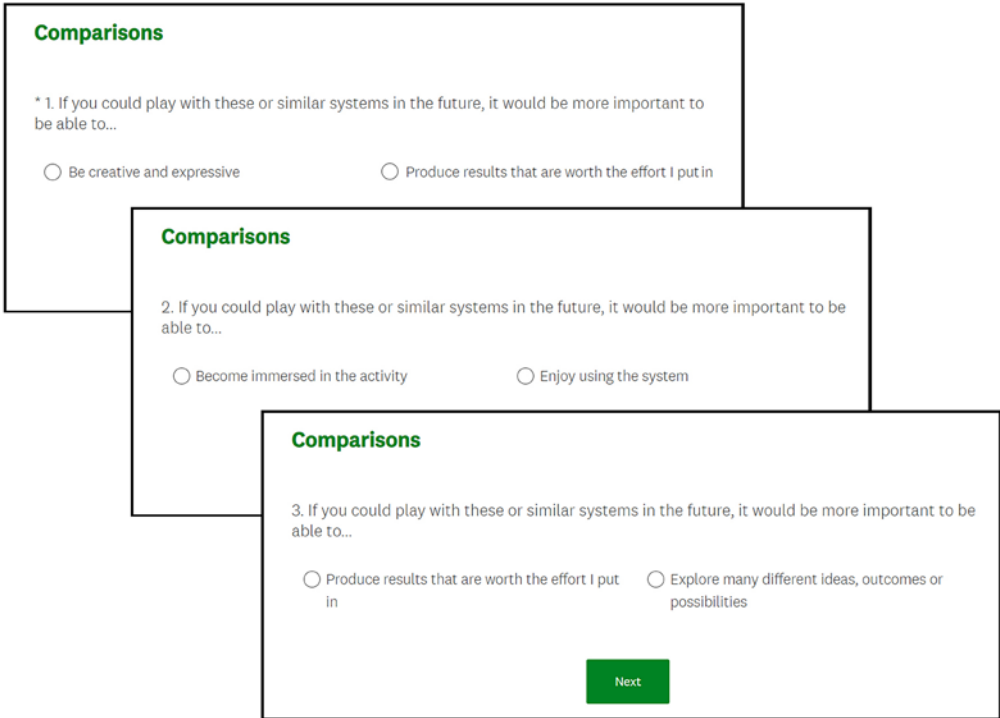 Comparisons
* 1. If you could play with these or similar systems in the future, it would be more important to
be able to...
Be creative and expressive
Produce results that are worth the effort I put in
Comparisons
2. If you could play with these or similar systems in the future, it would be more important to be
able to...
Become immersed in the activity
Enjoy using the system
Comparisons
3. If you could play with these or similar systems in the future, it would be more important to be
able to...
Produce results that are worth the effort I put
in
Explore many different ideas, outcomes or
possibilities
Next